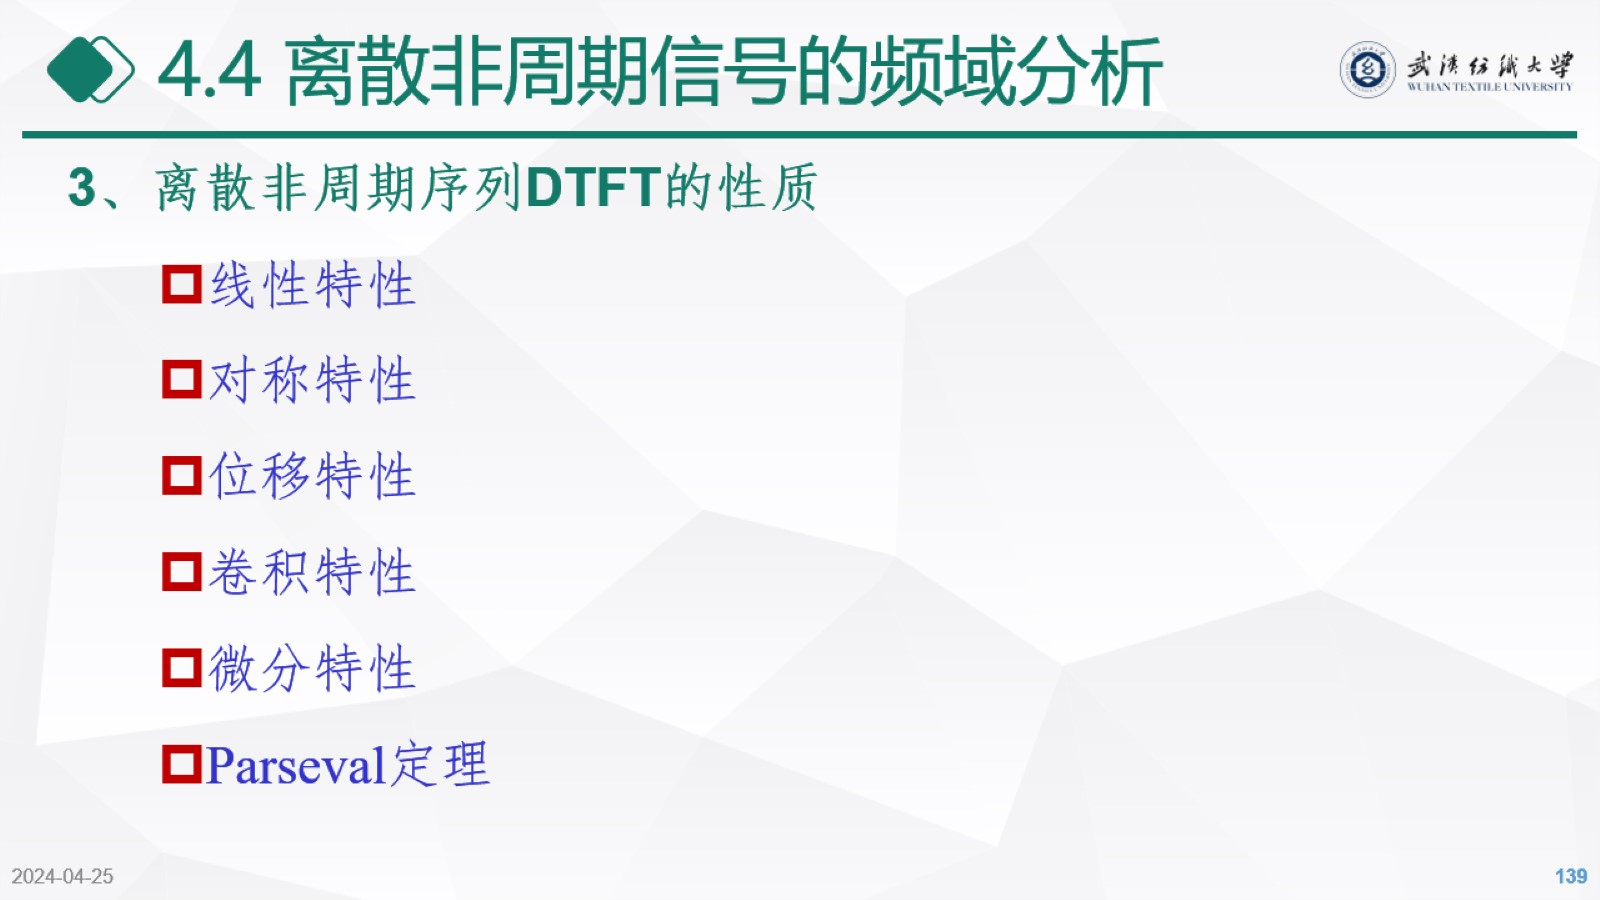 4.4 离散非周期信号的频域分析
武汉纺织大学
WUHAN TEXTILE UNIVERSITY
3、离散非周期序列DTFT的性质
线性特性
对称特性
位移特性
卷积特性
微分特性
Parseval定理
2024-04-25
139